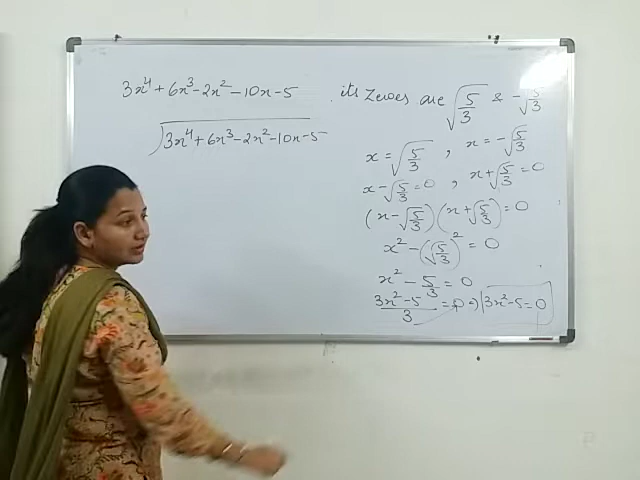 3x⁴ + 6x³ - 2x² - 10x - 5 . its zeroes are √(5/3) & -√(5/3)
3x⁴ + 6x³ - 2x² - 10x - 5
x = √(5/3) , x = -√(5/3)
x - √(5/3) = 0 , x + √(5/3) = 0
(x - √(5/3)) (x + √(5/3)) = 0
x² - (√(5/3))² = 0
x² - 5/3 = 0
(3x² - 5)/3 = 0 ⇒ 3x² - 5 = 0